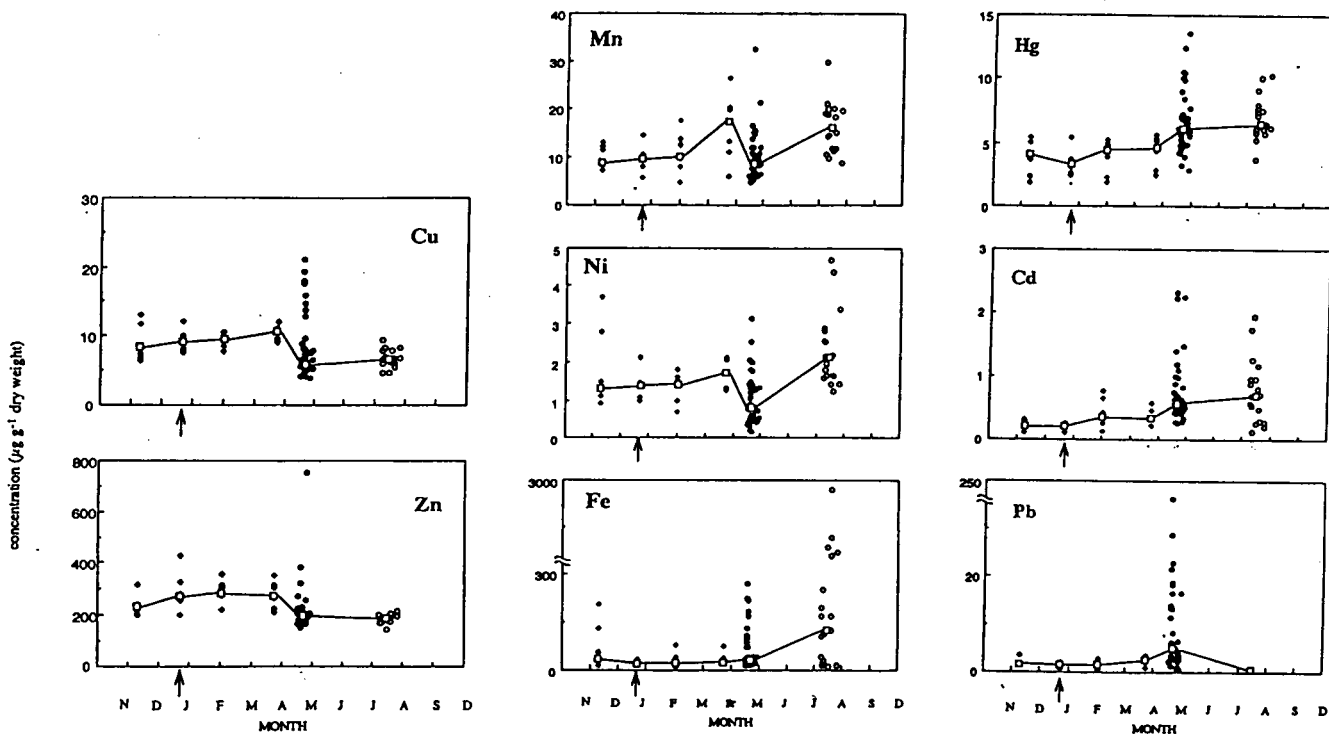 concentration (µg g⁻¹ dry weight)
Cu
30
20
10
0
Zn
800
600
400
200
0
N D J F M A M J J A S O N D
MONTH
Mn
40
30
20
10
0
Ni
5
4
3
2
1
0
Fe
3000
300
0
N D J F M M J J A S O N D
MONTH
Hg
15
10
5
0
Cd
3
2
1
0
Pb
250
20
0
N D J F M A M J J A S O N D
MONTH